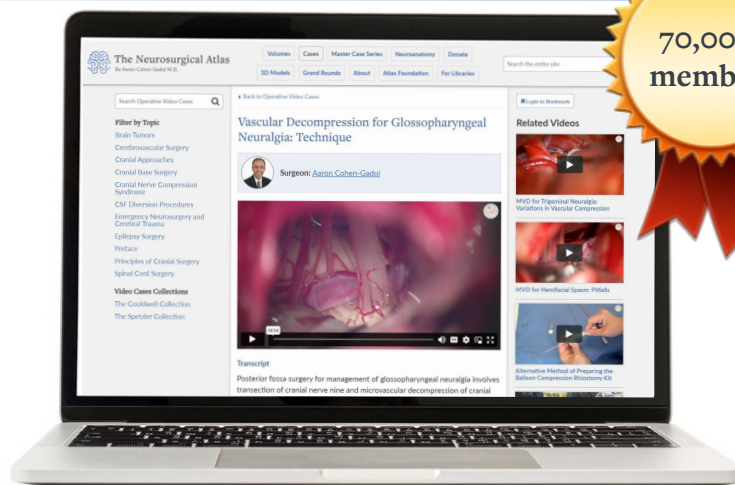 The Neurosurgical Atlas
By Aaron Cohen-Gadol M.D.
Volumes
Cases
Master Case Series
Neuroanatomy
Donate
3D Models
Grand Rounds
About
Atlas Foundation
For Libraries
Search the entire site
70,00
memb
Search Operative Video Cases
Filter by Topic
Brain Tumors
Cerebrovascular Surgery
Cranial Approaches
Cranial Base Surgery
Cranial Nerve Compression
Syndrome
CSF Diversion Procedures
Emergency Neurosurgery and
Cerebral Trauma
Epilepsy Surgery
Preface
Principles of Cranial Surgery
Spinal Cord Surgery
Video Cases Collections
The Couldwell Collection
The Spetzler Collection
Back to Operative Video Cases
Vascular Decompression for Glossopharyngeal
Neuralgia: Technique
Surgeon: Aaron Cohen-Gadol
Transcript
Posterior fossa surgery for management of glossopharyngeal neuralgia involves
transection of cranial nerve nine and microvascular decompression of cranial
Login to Bookmark
Related Videos
MVD for Trigeminal Neuralgia:
Variations in Vascular Compression
MVD for Hemifacial Spasm: Pitfalls
Alternative Method of Preparing the
Balloon Compression Rhizotomy Kit